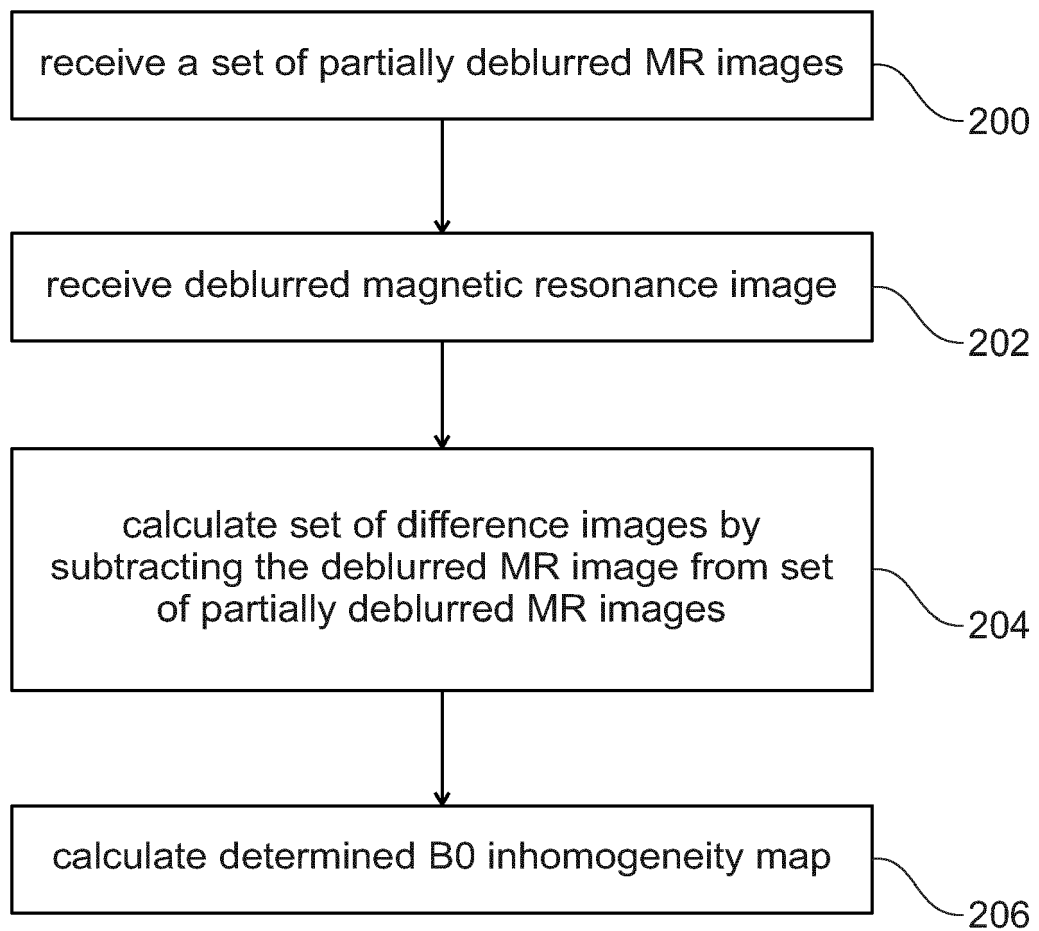 receive a set of partially deblurred MR images
200
receive deblurred magnetic resonance image
202
calculate set of difference images by
subtracting the deblurred MR image from set
of partially deblurred MR images
204
calculate determined B0 inhomogeneity map
206